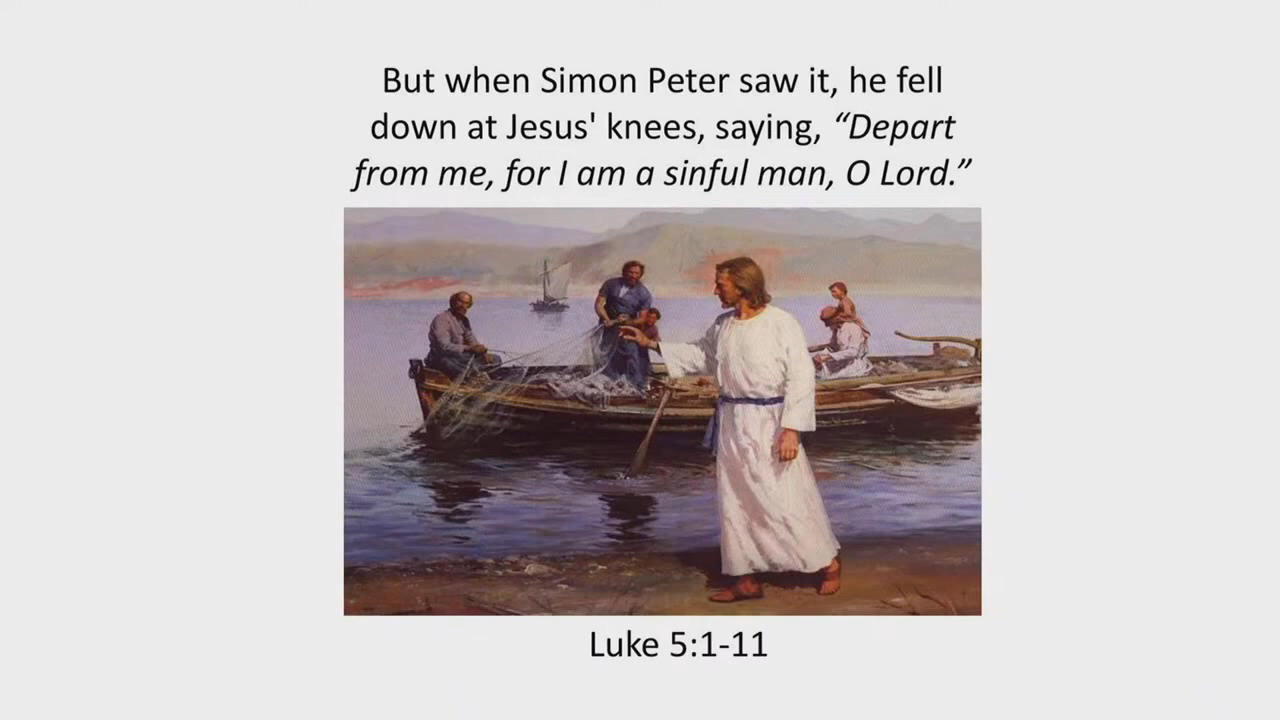 But when Simon Peter saw it, he fell
down at Jesus' knees, saying, “Depart
from me, for I am a sinful man, O Lord.”
Luke 5:1-11